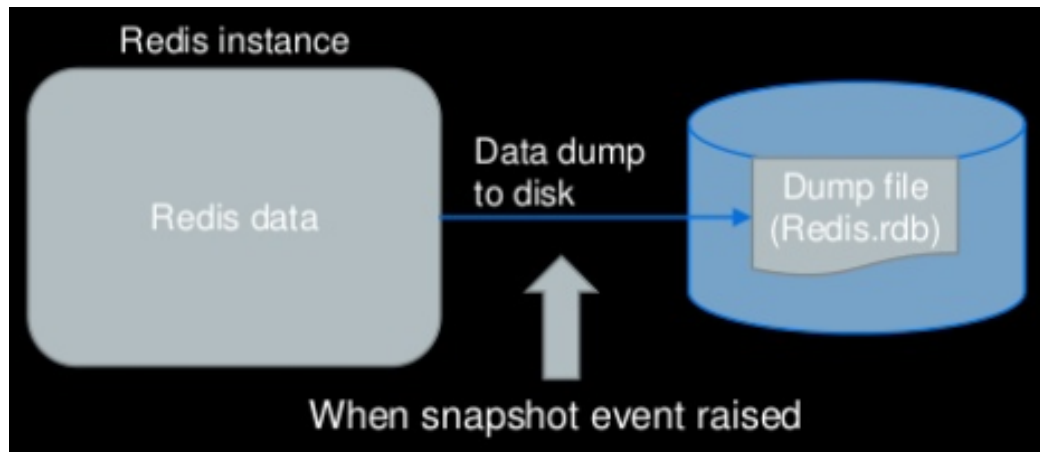 Redis instance
Redis data
Data dump
to disk
Dump file
(Redis.rdb)
When snapshot event raised